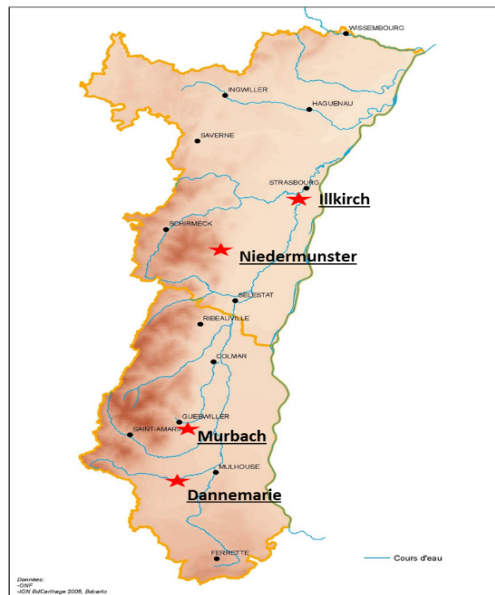 WISSEMBOURG
INGWILLER
HAGUENAU
SAVERNE
STRASBOURG
Illkirch
SCHIRMECK
Niedermunster
SELESTAT
RIBEAUVILLE
COLMAR
GUEBWILLER
SAINT-AMAR
Murbach
MULHOUSE
Dannemarie
FERRETTE
Cours d'eau
Données:
-ONF
-IGN BdCarthage 2006, Bdcarto